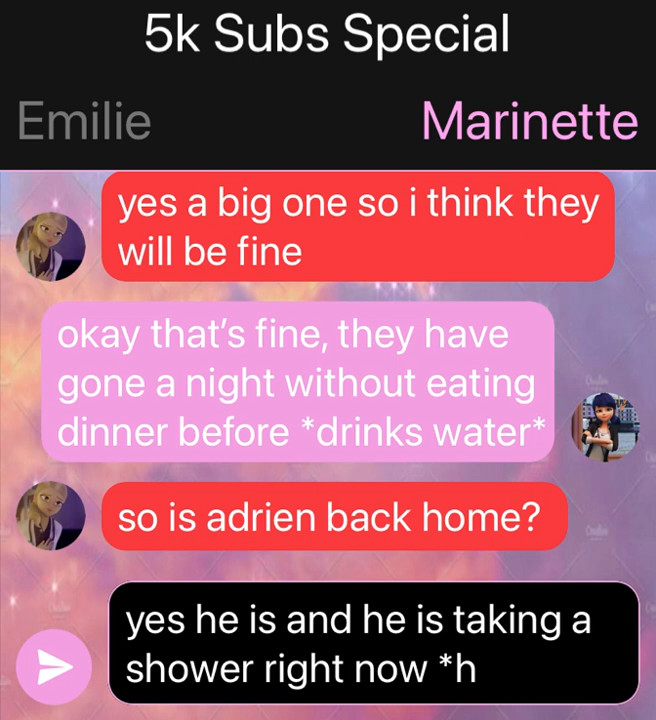 5k Subs Special
Emilie
Marinette
yes a big one so i think they
will be fine
okay that’s fine, they have
gone a night without eating
dinner before *drinks water*
so is adrien back home?
yes he is and he is taking a
shower right now *h